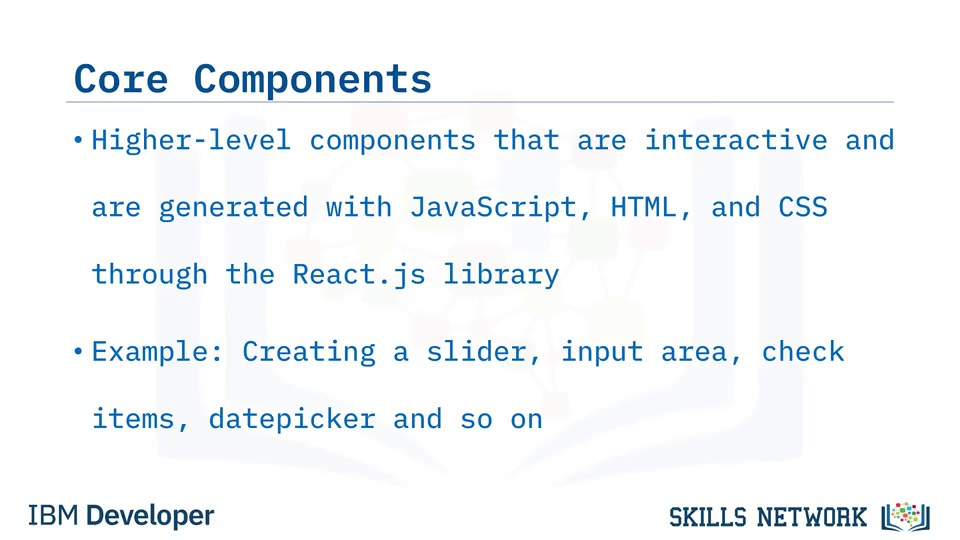 Core Components
• Higher-level components that are interactive and
are generated with JavaScript, HTML, and CSS
through the React.js library
• Example: Creating a slider, input area, check
items, datepicker and so on
IBM Developer
SKILLS NETWORK